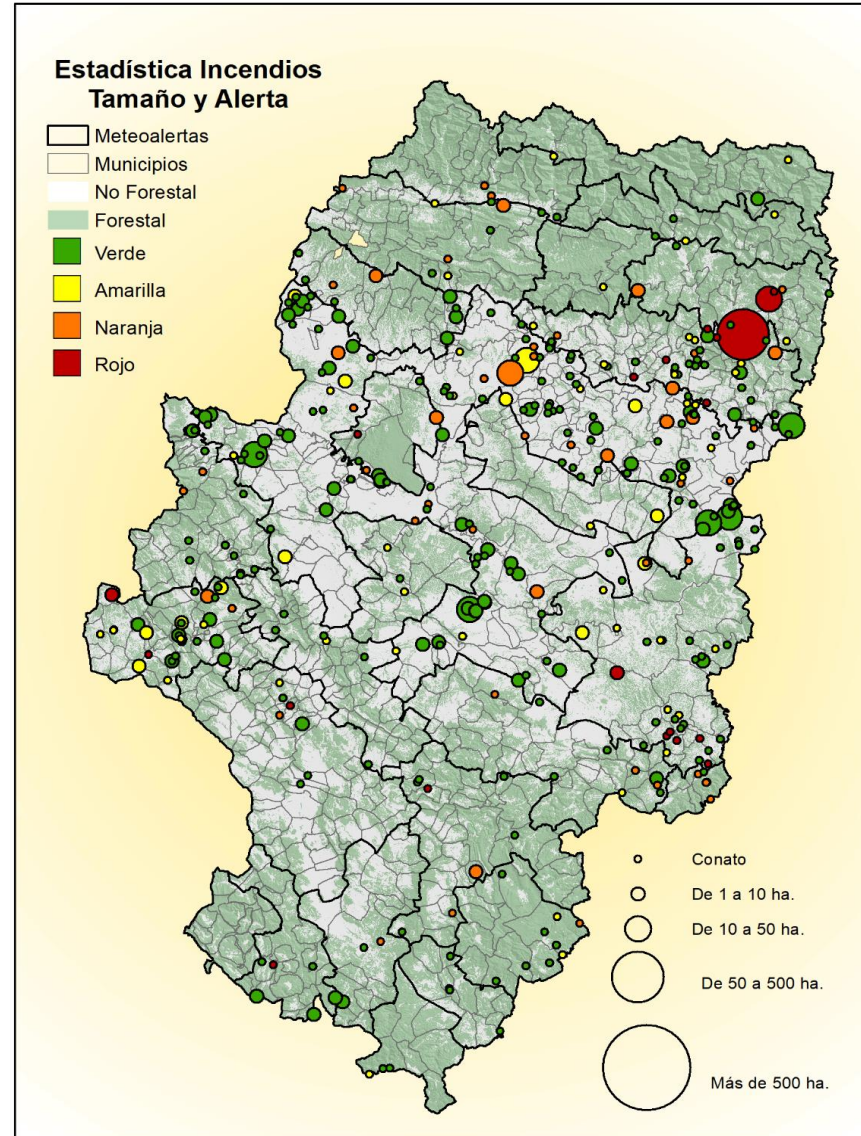 Estadística Incendios
Tamaño y Alerta
Meteoalertas
Municipios
No Forestal
Forestal
Verde
Amarilla
Naranja
Rojo
Conato
De 1 a 10 ha.
De 10 a 50 ha.
De 50 a 500 ha.
Más de 500 ha.